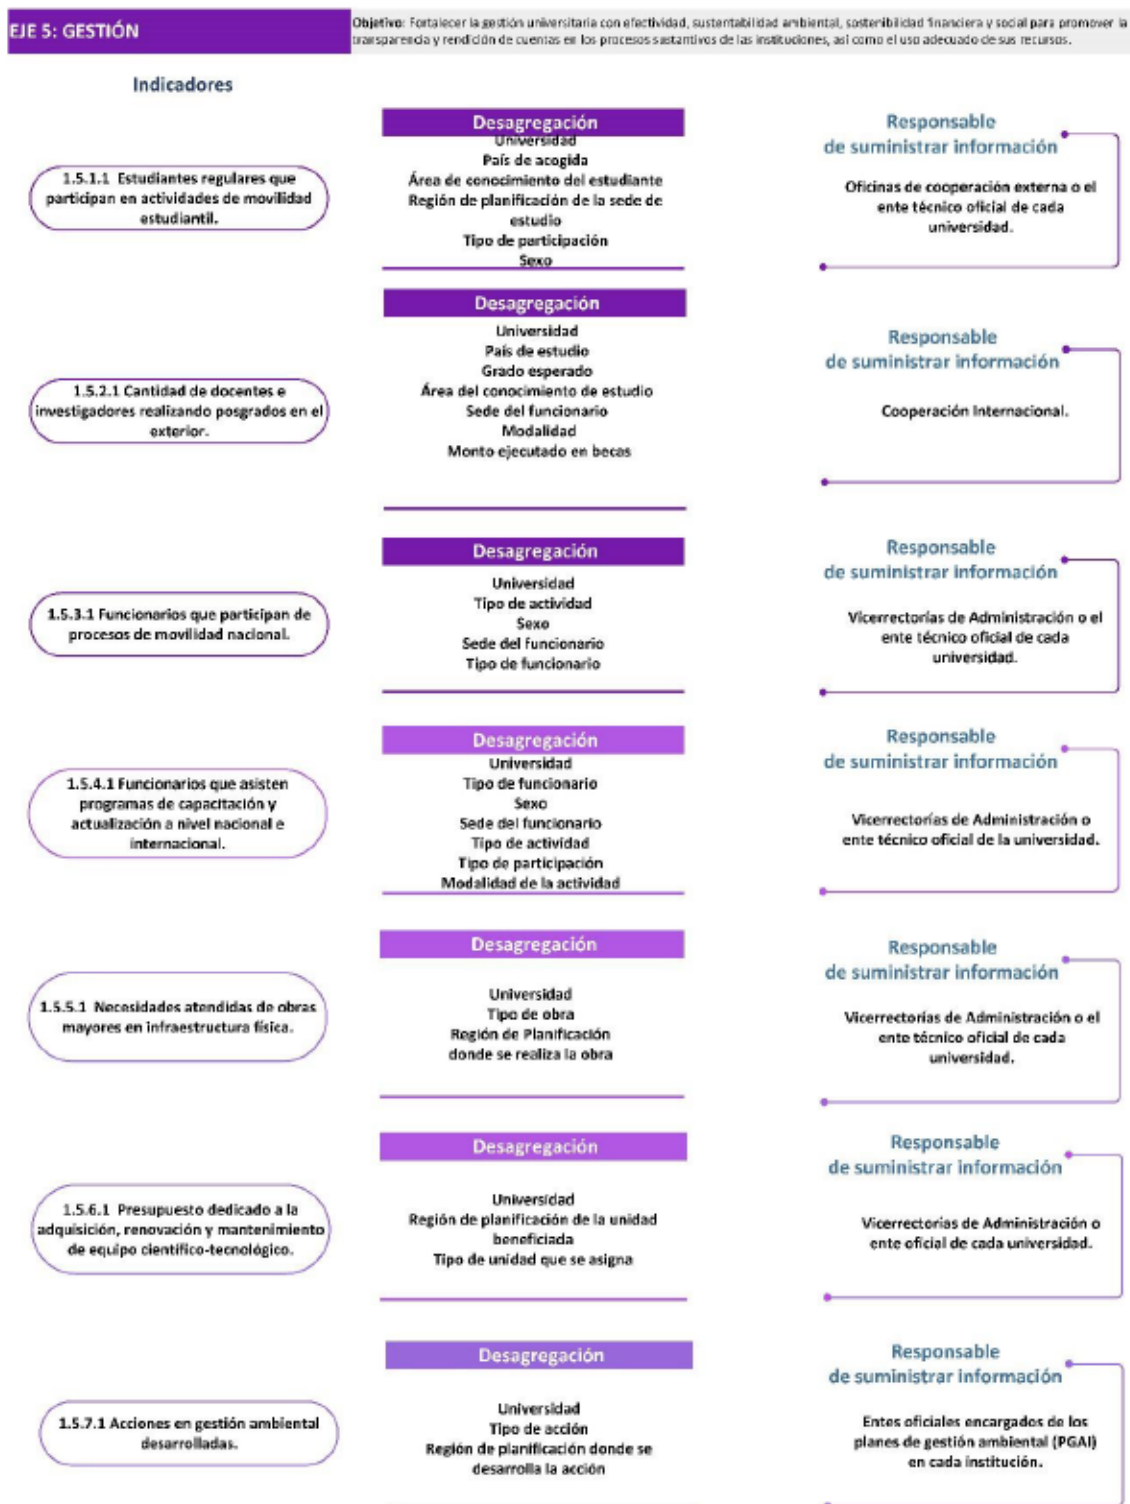 EJE 5: GESTIÓN
Objetivo: Fortalecer la gestión universitaria con efectividad, sustentabilidad ambiental, sostenibilidad financiera y social para promover la
transparencia y rendición de cuentas en los procesos sustantivos de las instituciones, así como el uso adecuado de sus recursos.
Indicadores
1.5.1.1 Estudiantes regulares que
participan en actividades de movilidad
estudiantil.
Desagregación
Universidad
País de acogida
Área de conocimiento del estudiante
Región de planificación de la sede de
estudio
Tipo de participación
Sexo
Responsable
de suministrar información
Oficinas de cooperación externa o el
ente técnico oficial de cada
universidad.
1.5.2.1 Cantidad de docentes e
investigadores realizando posgrados en el
exterior.
Desagregación
Universidad
País de estudio
Grado esperado
Área del conocimiento de estudio
Sede del funcionario
Modalidad
Monto ejecutado en becas
Responsable
de suministrar información
Cooperación Internacional.
1.5.3.1 Funcionarios que participan de
procesos de movilidad nacional.
Desagregación
Universidad
Tipo de actividad
Sexo
Sede del funcionario
Tipo de funcionario
Responsable
de suministrar información
Vicerrectorías de Administración o el
ente técnico oficial de cada
universidad.
1.5.4.1 Funcionarios que asisten
programas de capacitación y
actualización a nivel nacional e
internacional.
Desagregación
Universidad
Tipo de funcionario
Sexo
Sede del funcionario
Tipo de actividad
Tipo de participación
Modalidad de la actividad
Responsable
de suministrar información
Vicerrectorías de Administración o
ente técnico oficial de la universidad.
1.5.5.1 Necesidades atendidas de obras
mayores en infraestructura física.
Desagregación
Universidad
Tipo de obra
Región de Planificación
donde se realiza la obra
Responsable
de suministrar información
Vicerrectorías de Administración o el
ente técnico oficial de cada
universidad.
1.5.6.1 Presupuesto dedicado a la
adquisición, renovación y mantenimiento
de equipo científico-tecnológico.
Desagregación
Universidad
Región de planificación de la unidad
beneficiada
Tipo de unidad que se asigna
Responsable
de suministrar información
Vicerrectorías de Administración o
ente oficial de cada universidad.
1.5.7.1 Acciones en gestión ambiental
desarrolladas.
Desagregación
Universidad
Tipo de acción
Región de planificación donde se
desarrolla la acción
Responsable
de suministrar información
Entes oficiales encargados de los
planes de gestión ambiental (PGAI)
en cada institución.